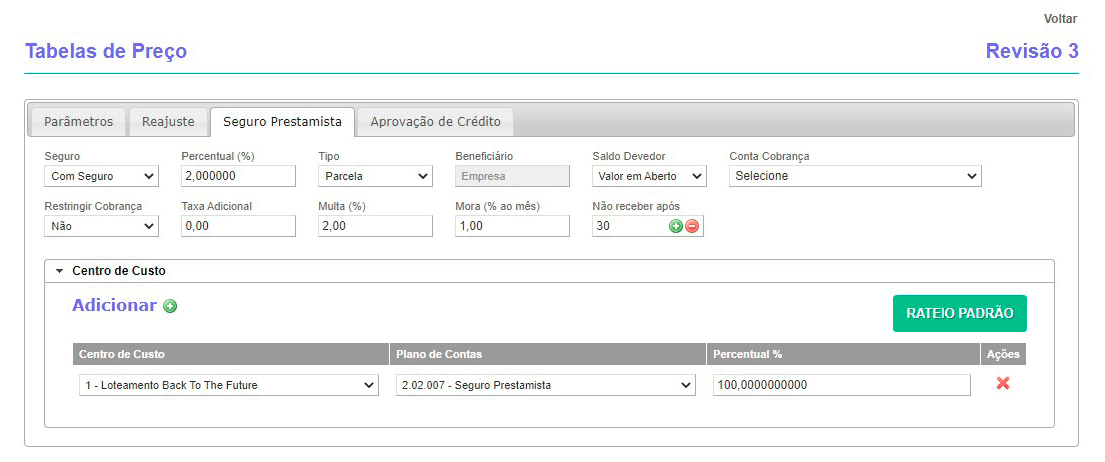 Voltar
Tabelas de Preço Revisão 3
Parâmetros Reajuste Seguro Prestamista Aprovação de Crédito
Seguro Percentual (%) Tipo Beneficiário Saldo Devedor Conta Cobrança
Com Seguro 2,000000 Parcela Empresa Valor em Aberto Selecione
Restringir Cobrança Taxa Adicional Multa (%) Mora (% ao mês) Não receber após
Não 0,00 2,00 1,00 30
Centro de Custo
Adicionar RATEIO PADRÃO
Centro de Custo Plano de Contas Percentual % Ações
1 - Loteamento Back To The Future 2.02.007 - Seguro Prestamista 100,0000000000